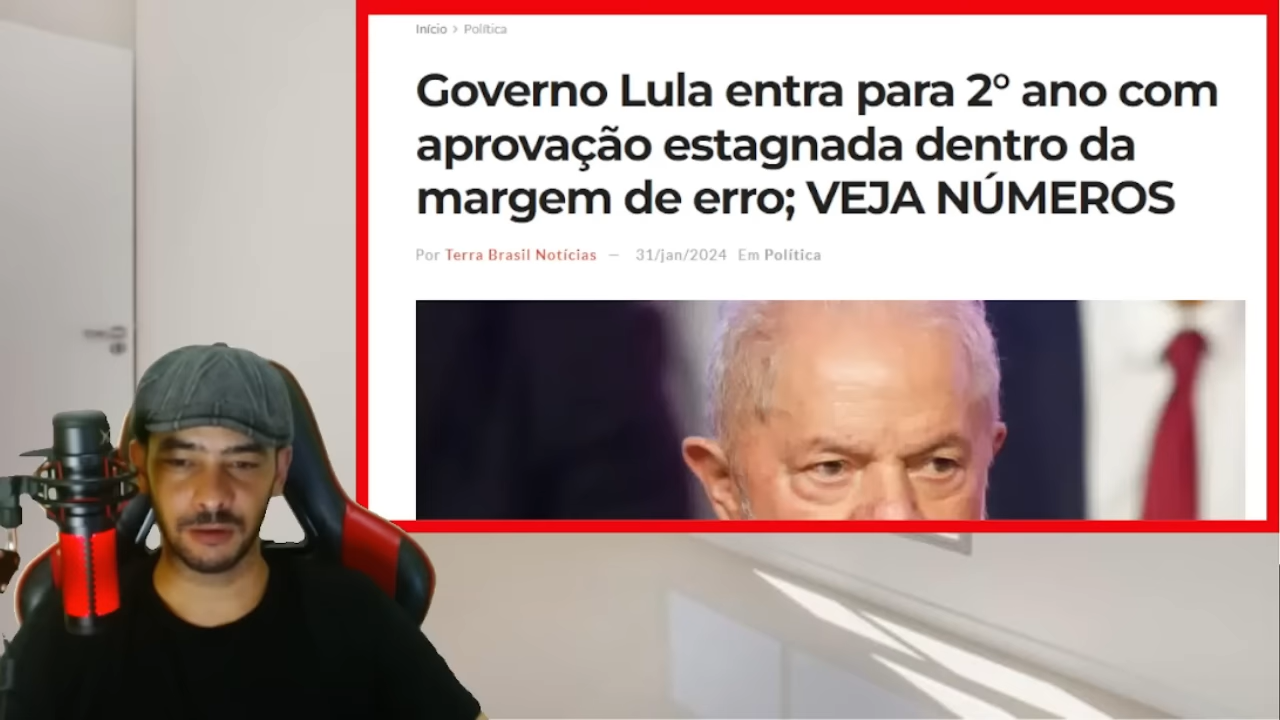 Início > Política
Governo Lula entra para 2º ano com
aprovação estagnada dentro da
margem de erro; VEJA NÚMEROS
Por Terra Brasil Notícias — 31/jan/2024 Em Política